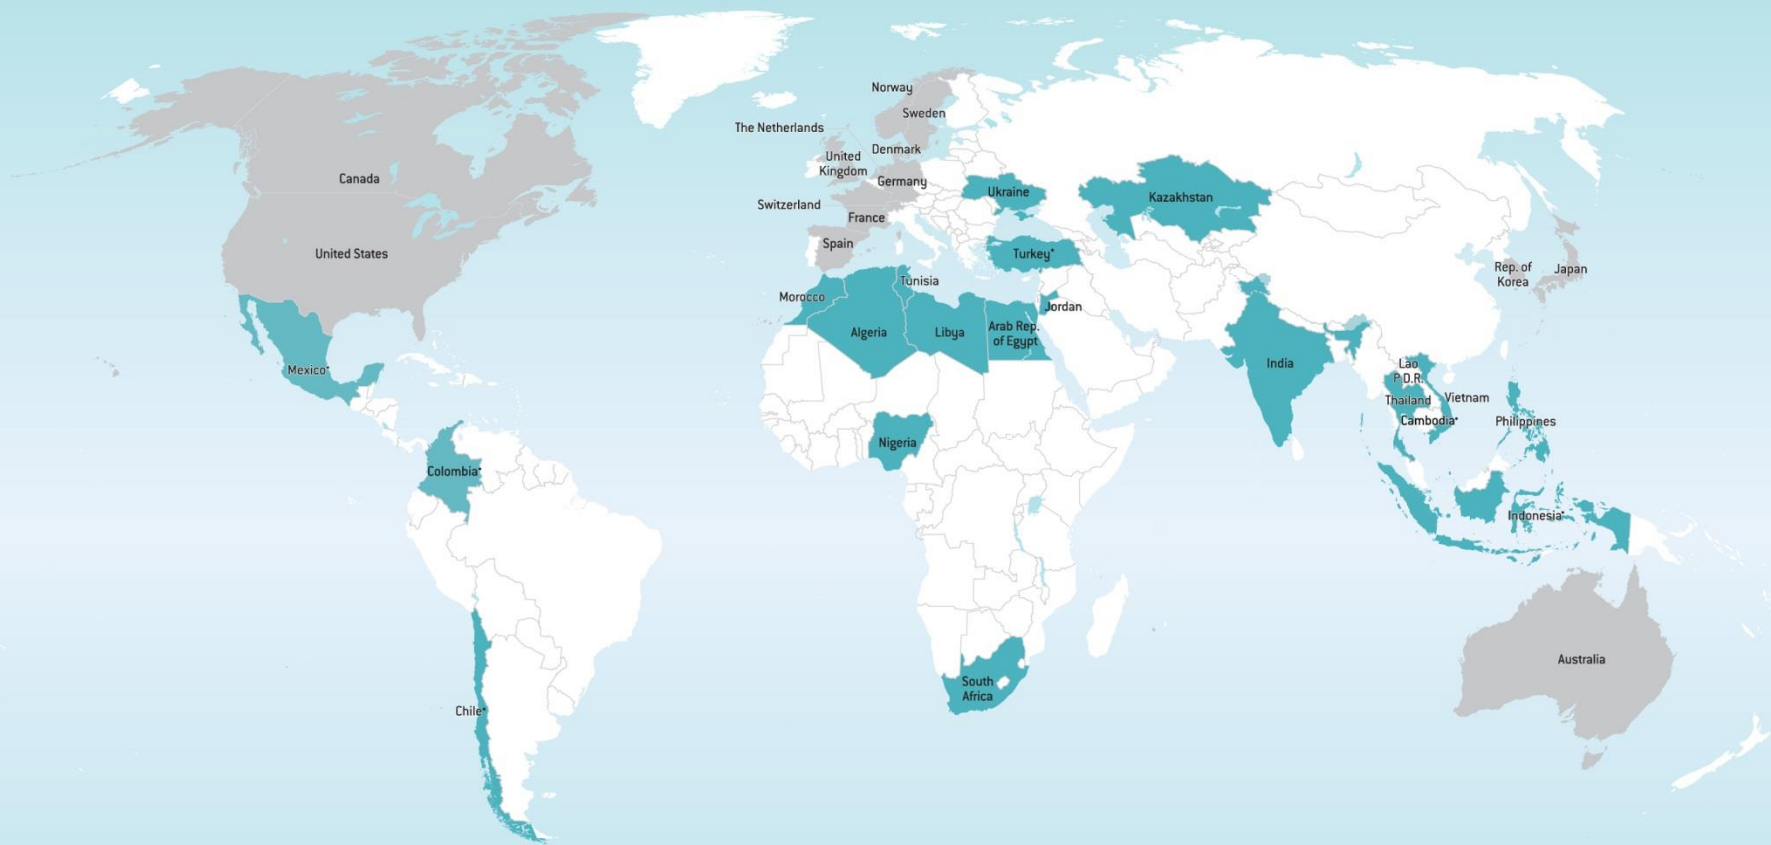 Norway
Sweden
The Netherlands
Denmark
United
Kingdom
Germany
Canada
Ukraine
Kazakhstan
Switzerland
France
Spain
United States
Turkey*
Rep. of
Korea
Japan
Tunisia
Morocco
Jordan
Algeria
Libya
Arab Rep.
of Egypt
Mexico*
India
Lao
P.D.R.
Thailand
Vietnam
Cambodia*
Philippines
Nigeria
Colombia*
Indonesia*
Australia
South
Africa
Chile*